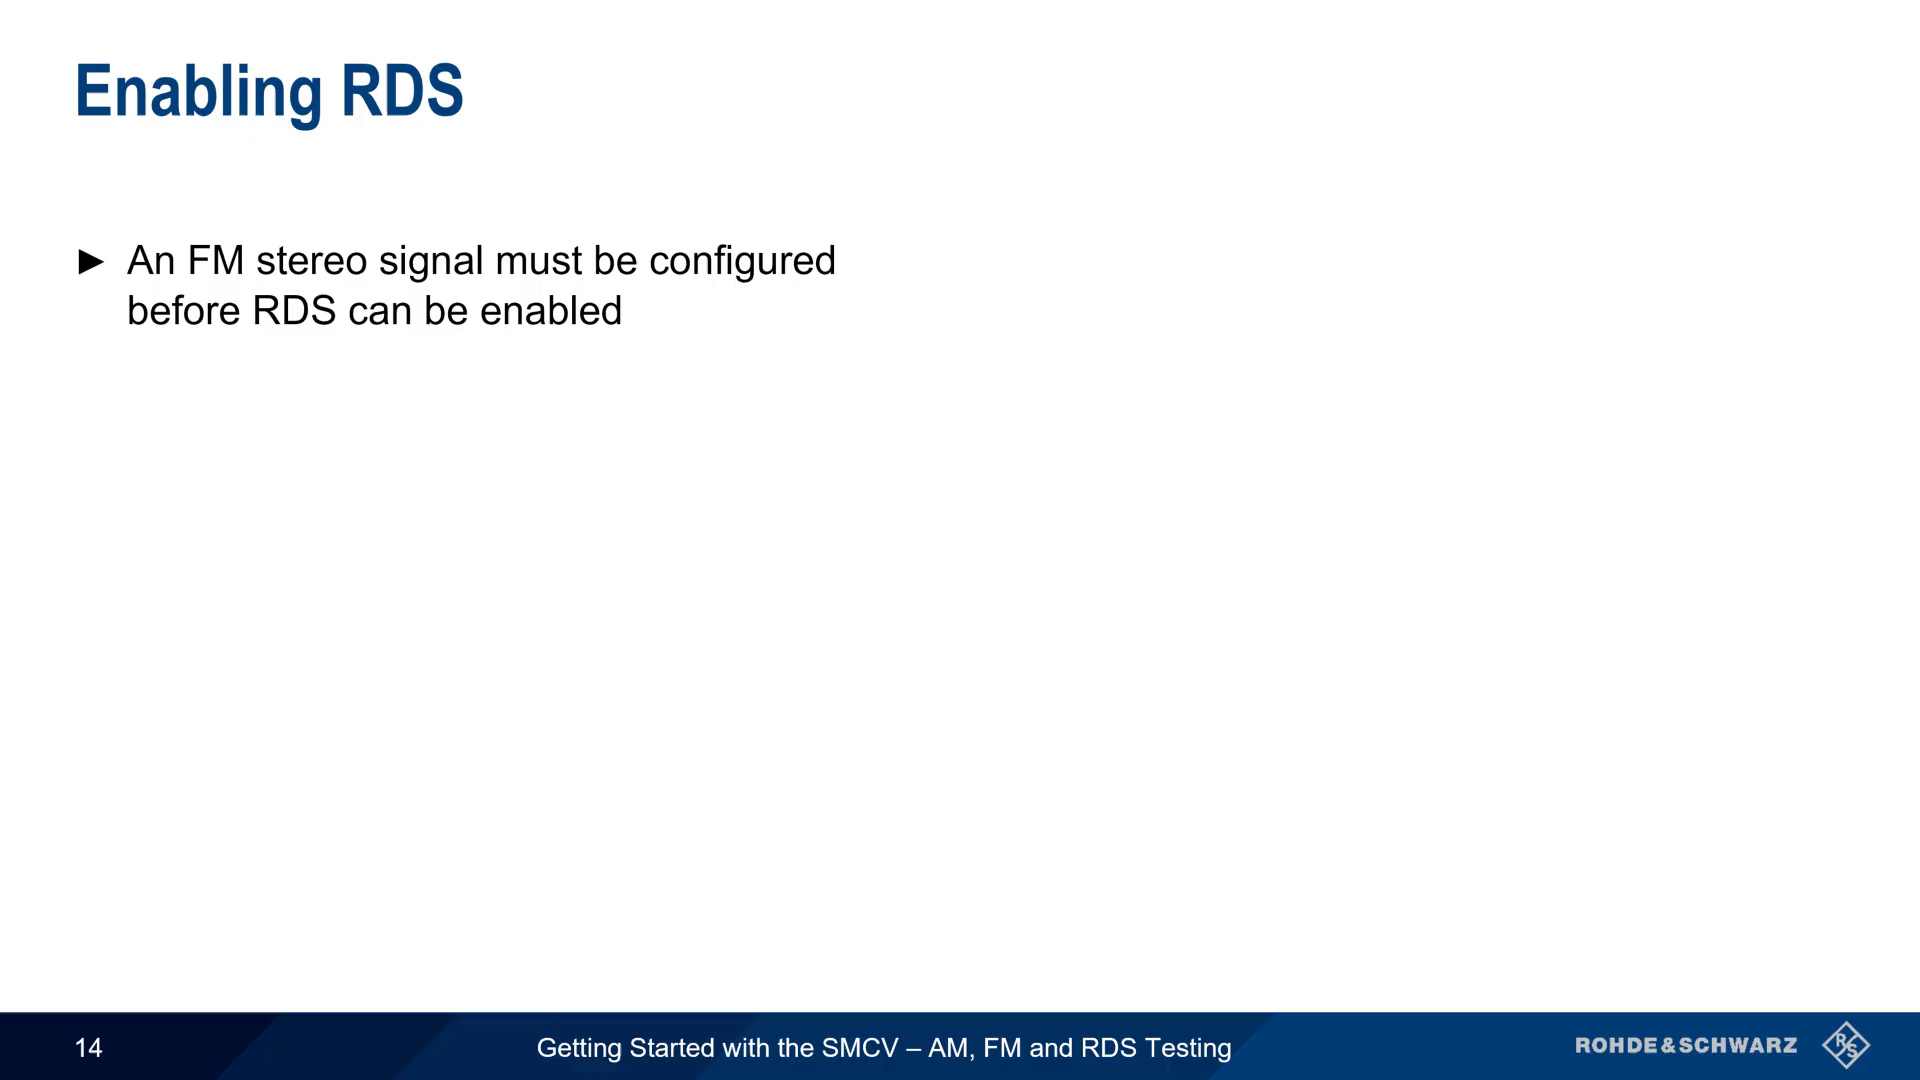 Enabling RDS
► An FM stereo signal must be configured
before RDS can be enabled
14
Getting Started with the SMCV – AM, FM and RDS Testing
ROHDE&SCHWARZ
R&S